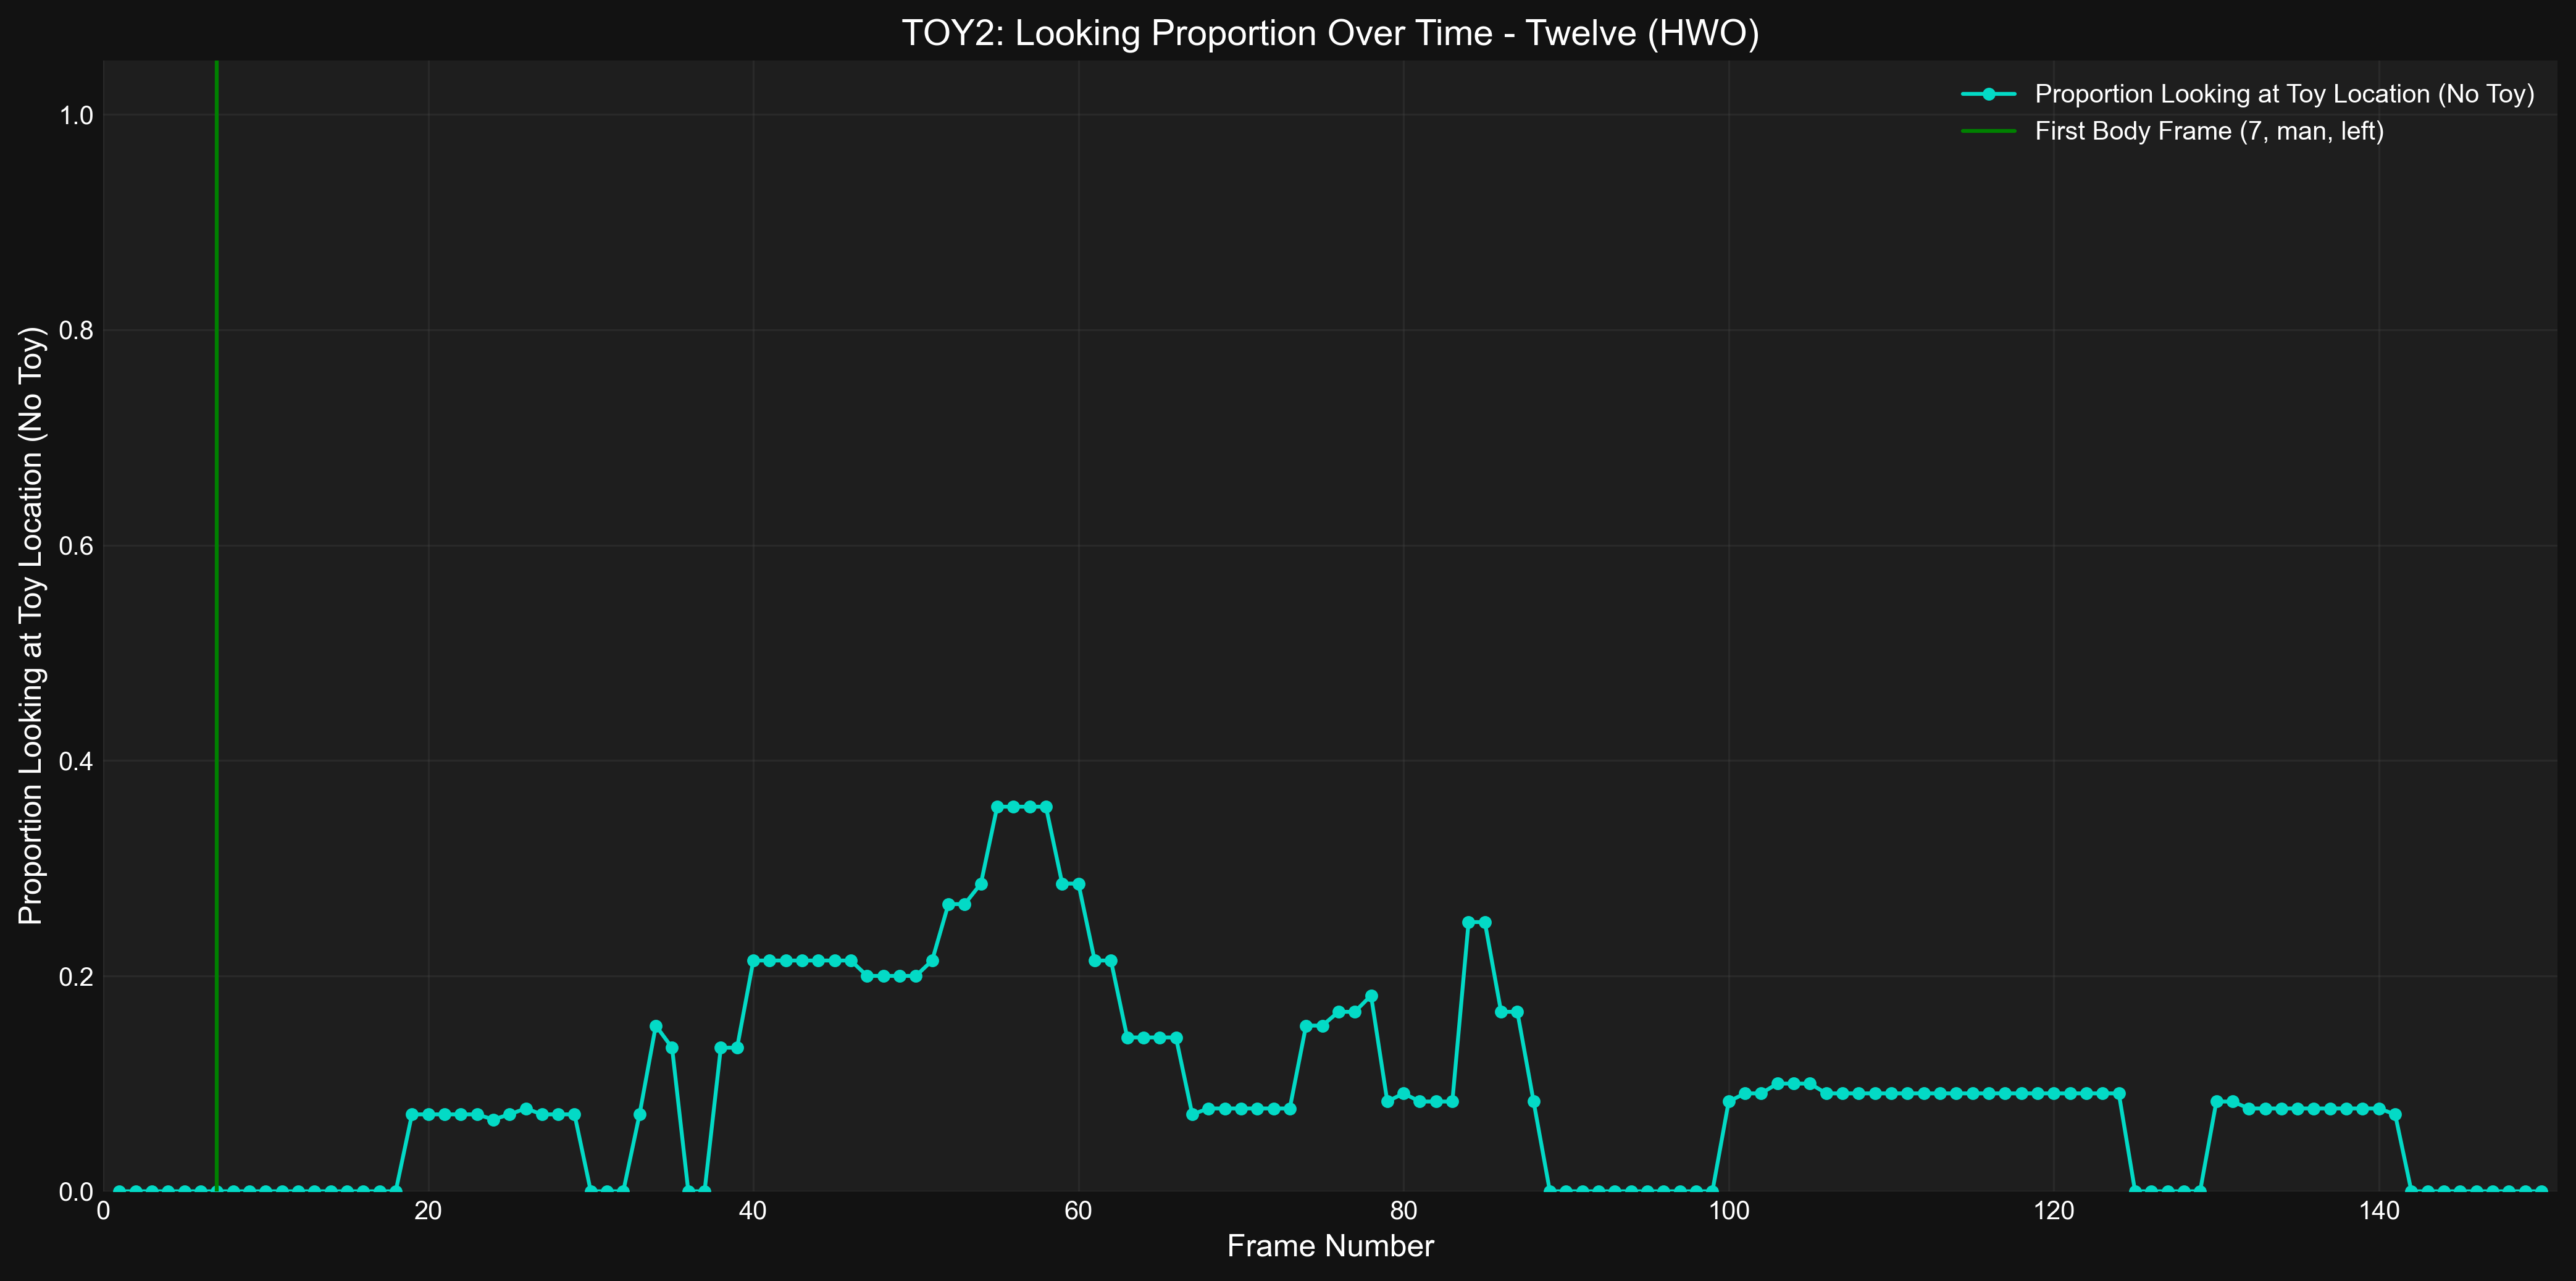 TOY2: Looking Proportion Over Time - Twelve (HWO)
Proportion Looking at Toy Location (No Toy)
First Body Frame (7, man, left)
Proportion Looking at Toy Location (No Toy)
1.0
0.8
0.6
0.4
0.2
0.0
0 20 40 60 80 100 120 140
Frame Number